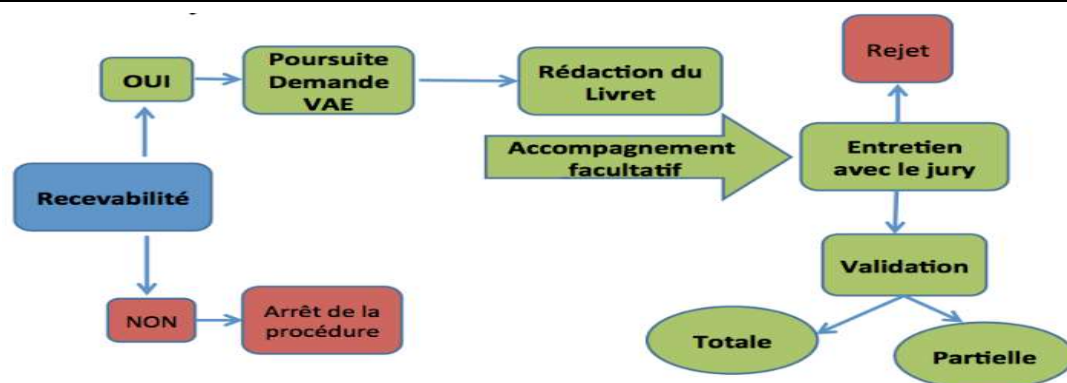 Recevabilité
OUI
Poursuite
Demande
VAE
Rédaction du
Livret
Accompagnement
facultatif
Entretien
avec le jury
Rejet
Validation
Totale
Partielle
NON
Arrêt de la
procédure